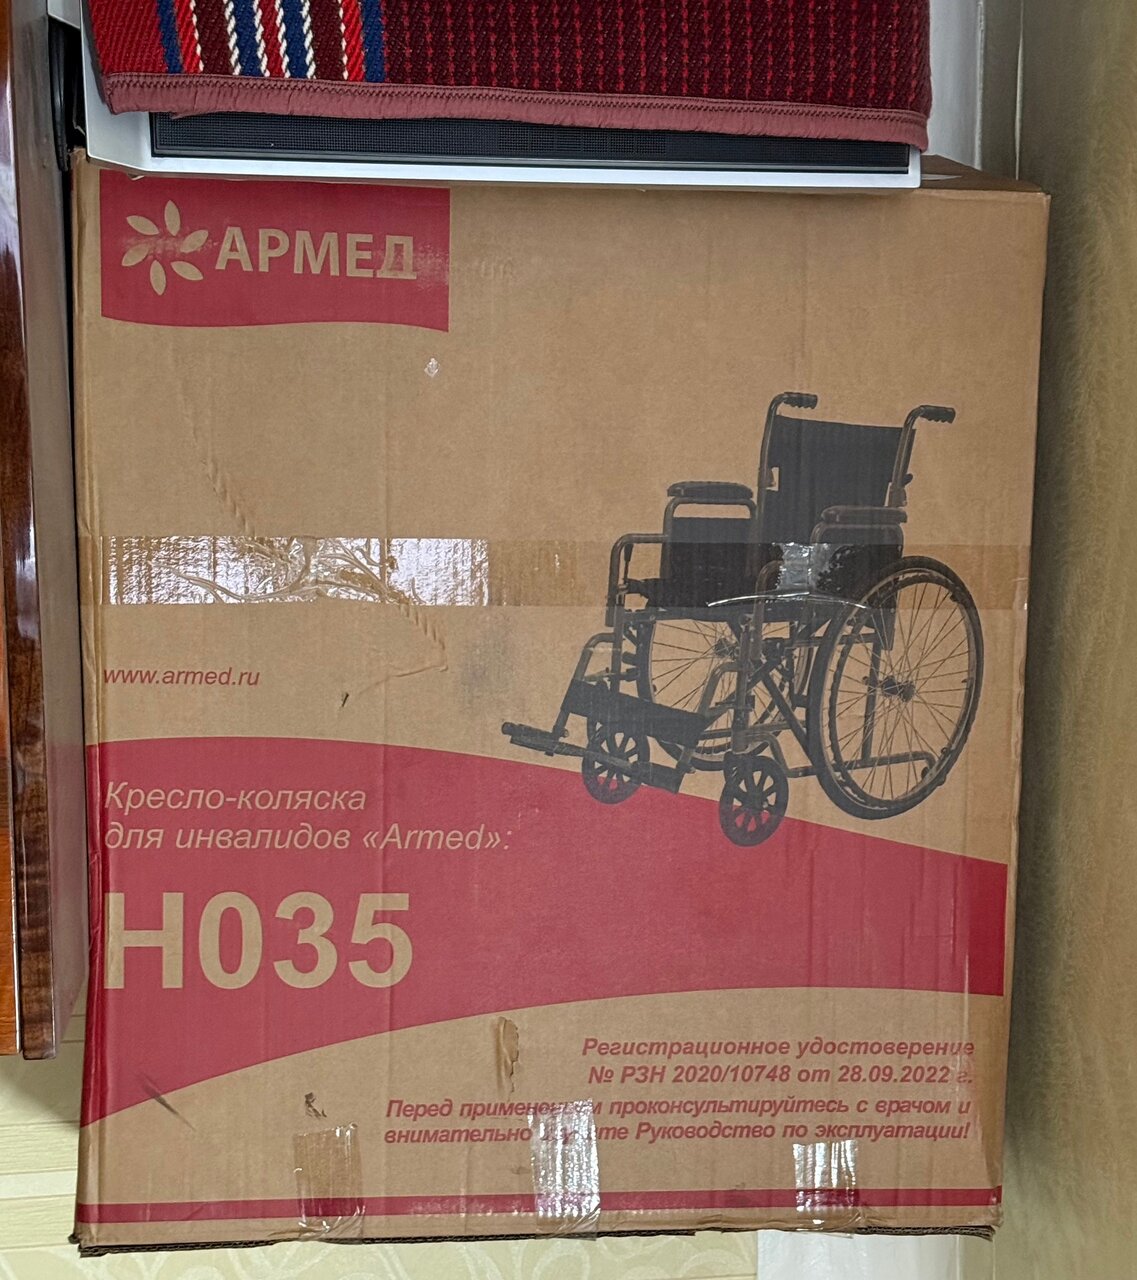 АРМЕД
www.armed.ru
Кресло-коляска
для инвалидов «Armed»:
H035
Регистрационное удостоверение
№ РЗН 2020/10748 от 28.09.2022 г.
Перед применением проконсультируйтесь с врачом и
внимательно Руководство по эксплуатации!